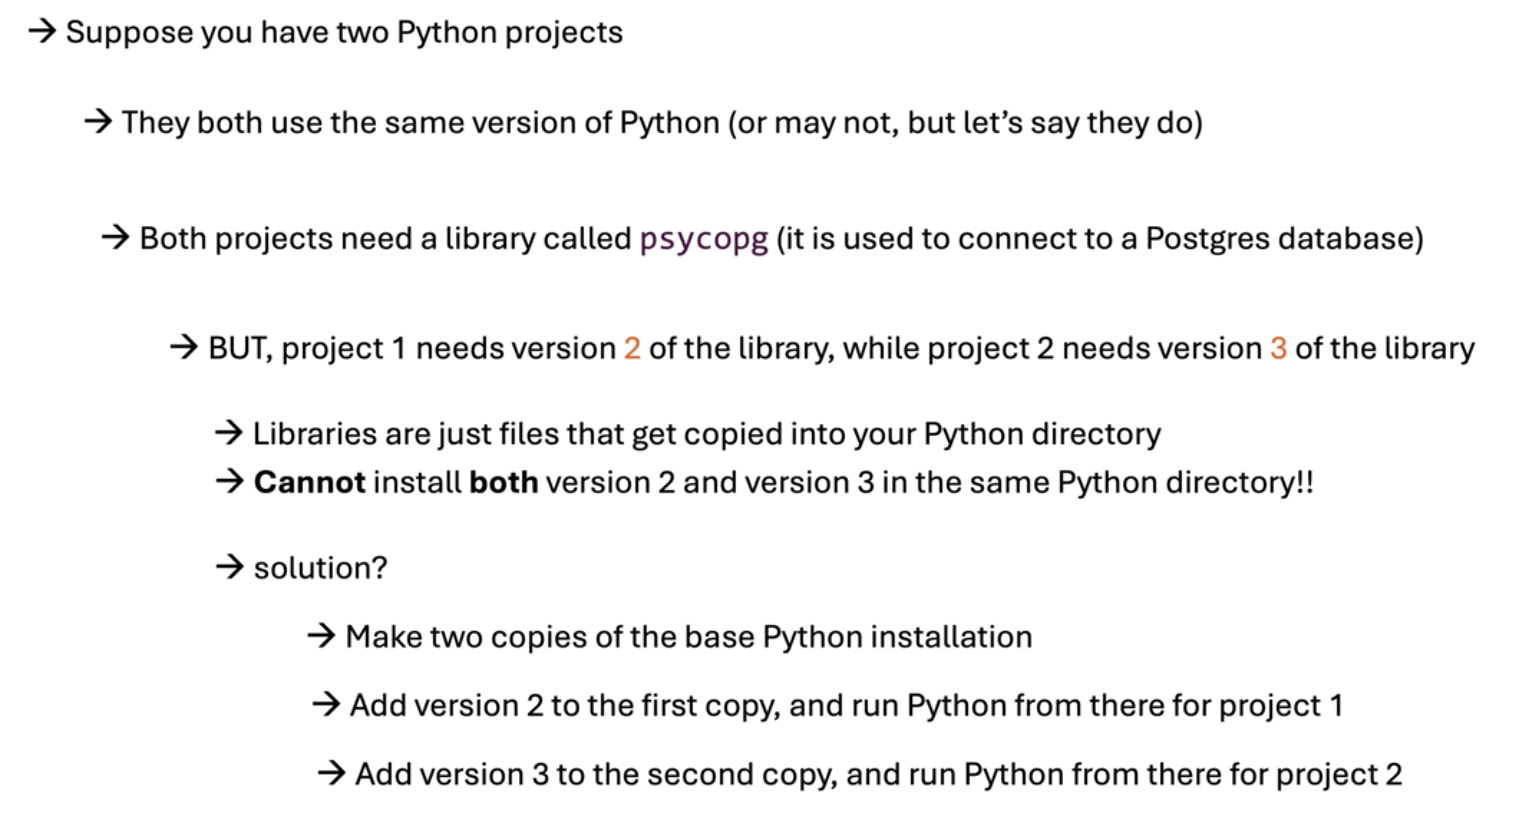 → Suppose you have two Python projects
→ They both use the same version of Python (or may not, but let’s say they do)
→ Both projects need a library called psycopg (it is used to connect to a Postgres database)
→ BUT, project 1 needs version 2 of the library, while project 2 needs version 3 of the library
→ Libraries are just files that get copied into your Python directory
→ Cannot install both version 2 and version 3 in the same Python directory!!
→ solution?
→ Make two copies of the base Python installation
→ Add version 2 to the first copy, and run Python from there for project 1
→ Add version 3 to the second copy, and run Python from there for project 2